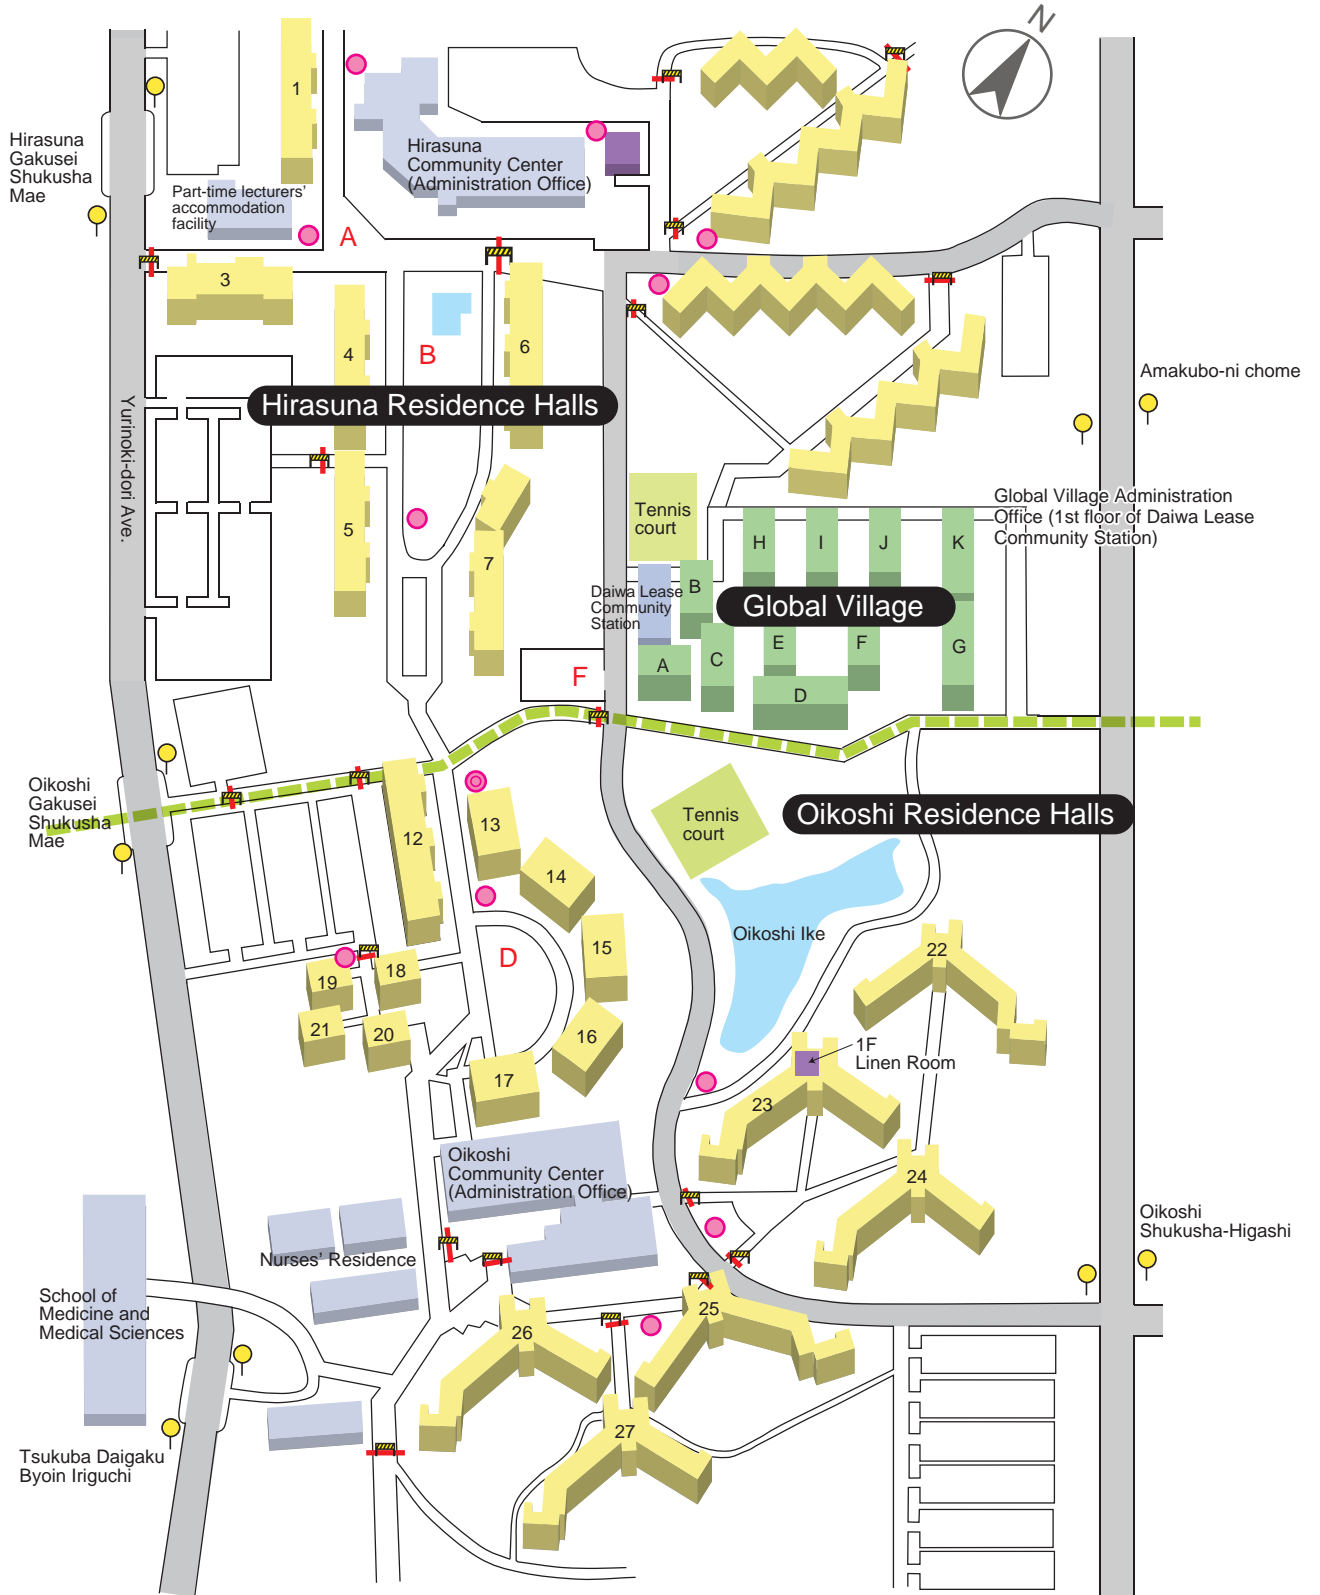 N
1
Hirasuna
Gakusei
Shukusha
Mae
Hirasuna
Community Center
(Administration Office)
Part-time lecturers'
accommodation
facility
A
3
4
B
6
Hirasuna Residence Halls
Amakubo-ni chome
Yurinoki-dori Ave.
5
7
Tennis
court
Global Village Administration
Office (1st floor of Daiwa Lease
Community Station)
H
I
J
K
B
Daiwa Lease
Community
Station
Global Village
A
C
E
F
G
D
F
Oikoshi
Gakusei
Shukusha
Mae
12
13
14
15
Tennis
court
Oikoshi Residence Halls
Oikoshi Ike
D
19
18
21
20
16
17
22
1F
Linen Room
23
24
Oikoshi
Community Center
(Administration Office)
Nurses' Residence
Oikoshi
Shukusha-Higashi
School of
Medicine and
Medical Sciences
25
26
27
Tsukuba Daigaku
Byoin Iriguchi